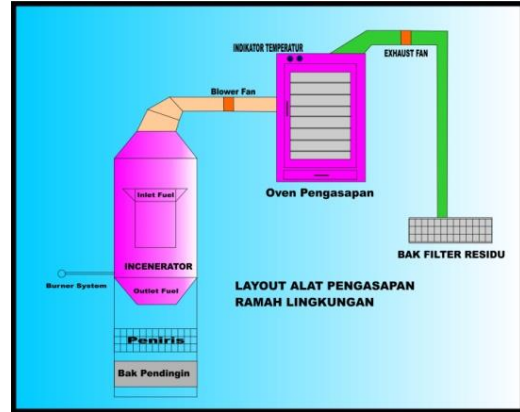 INDIKATOR TEMPERATUR
EXHAUST FAN
Blower Fan
Oven Pengasapan
Inlet Fuel
BAK FILTER RESIDU
INCENERATOR
Burner System
Outlet Fuel
LAYOUT ALAT PENGASAPAN
RAMAH LINGKUNGAN
Peniris
Bak Pendingin